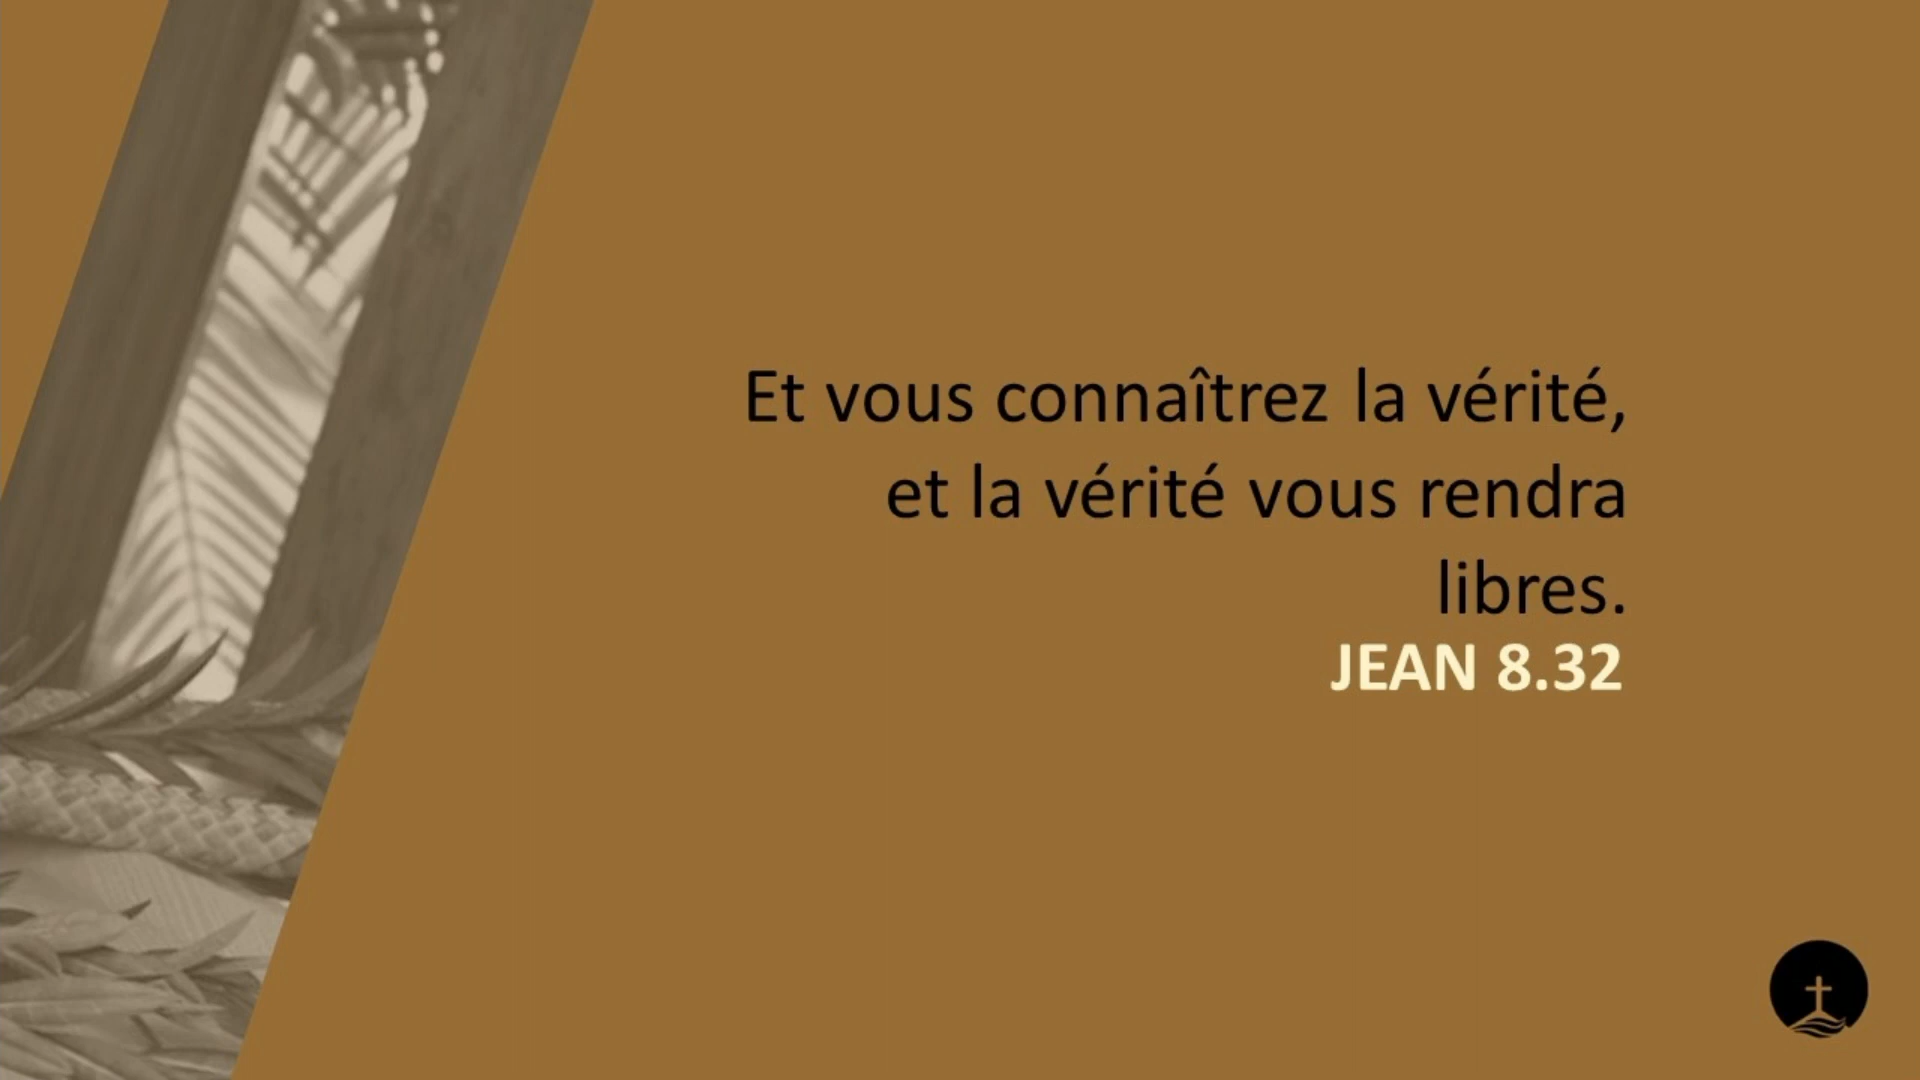 Et vous connaîtrez la vérité,
et la vérité vous rendra
libres.
JEAN 8.32